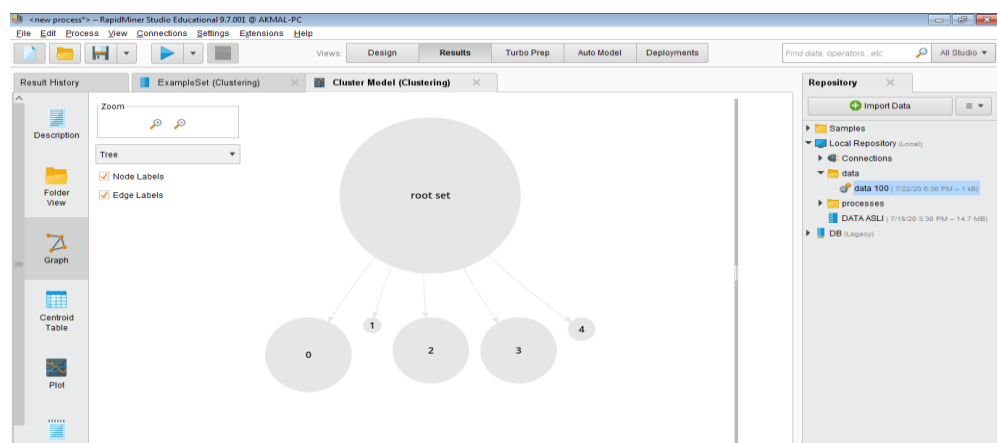 <new process*> – RapidMiner Studio Educational 9.7.001 @ AKMAL-PC
File Edit Process View Connections Settings Extensions Help
Views: Design Results Turbo Prep Auto Model Deployments Find data, operators...etc All Studio
Result History ExampleSet (Clustering) Cluster Model (Clustering) Repository
Zoom
Import Data
Description
Tree
Node Labels
Edge Labels
Folder View
root set
Graph
Centroid Table
Plot
0
1
2
3
4
Samples
Local Repository (Local)
Connections
data
data 100 (7/22/20 6:30 PM – 1 kB)
processes
DATA ASLI (7/18/20 3:30 PM – 14.7 MB)
DB (Legacy)